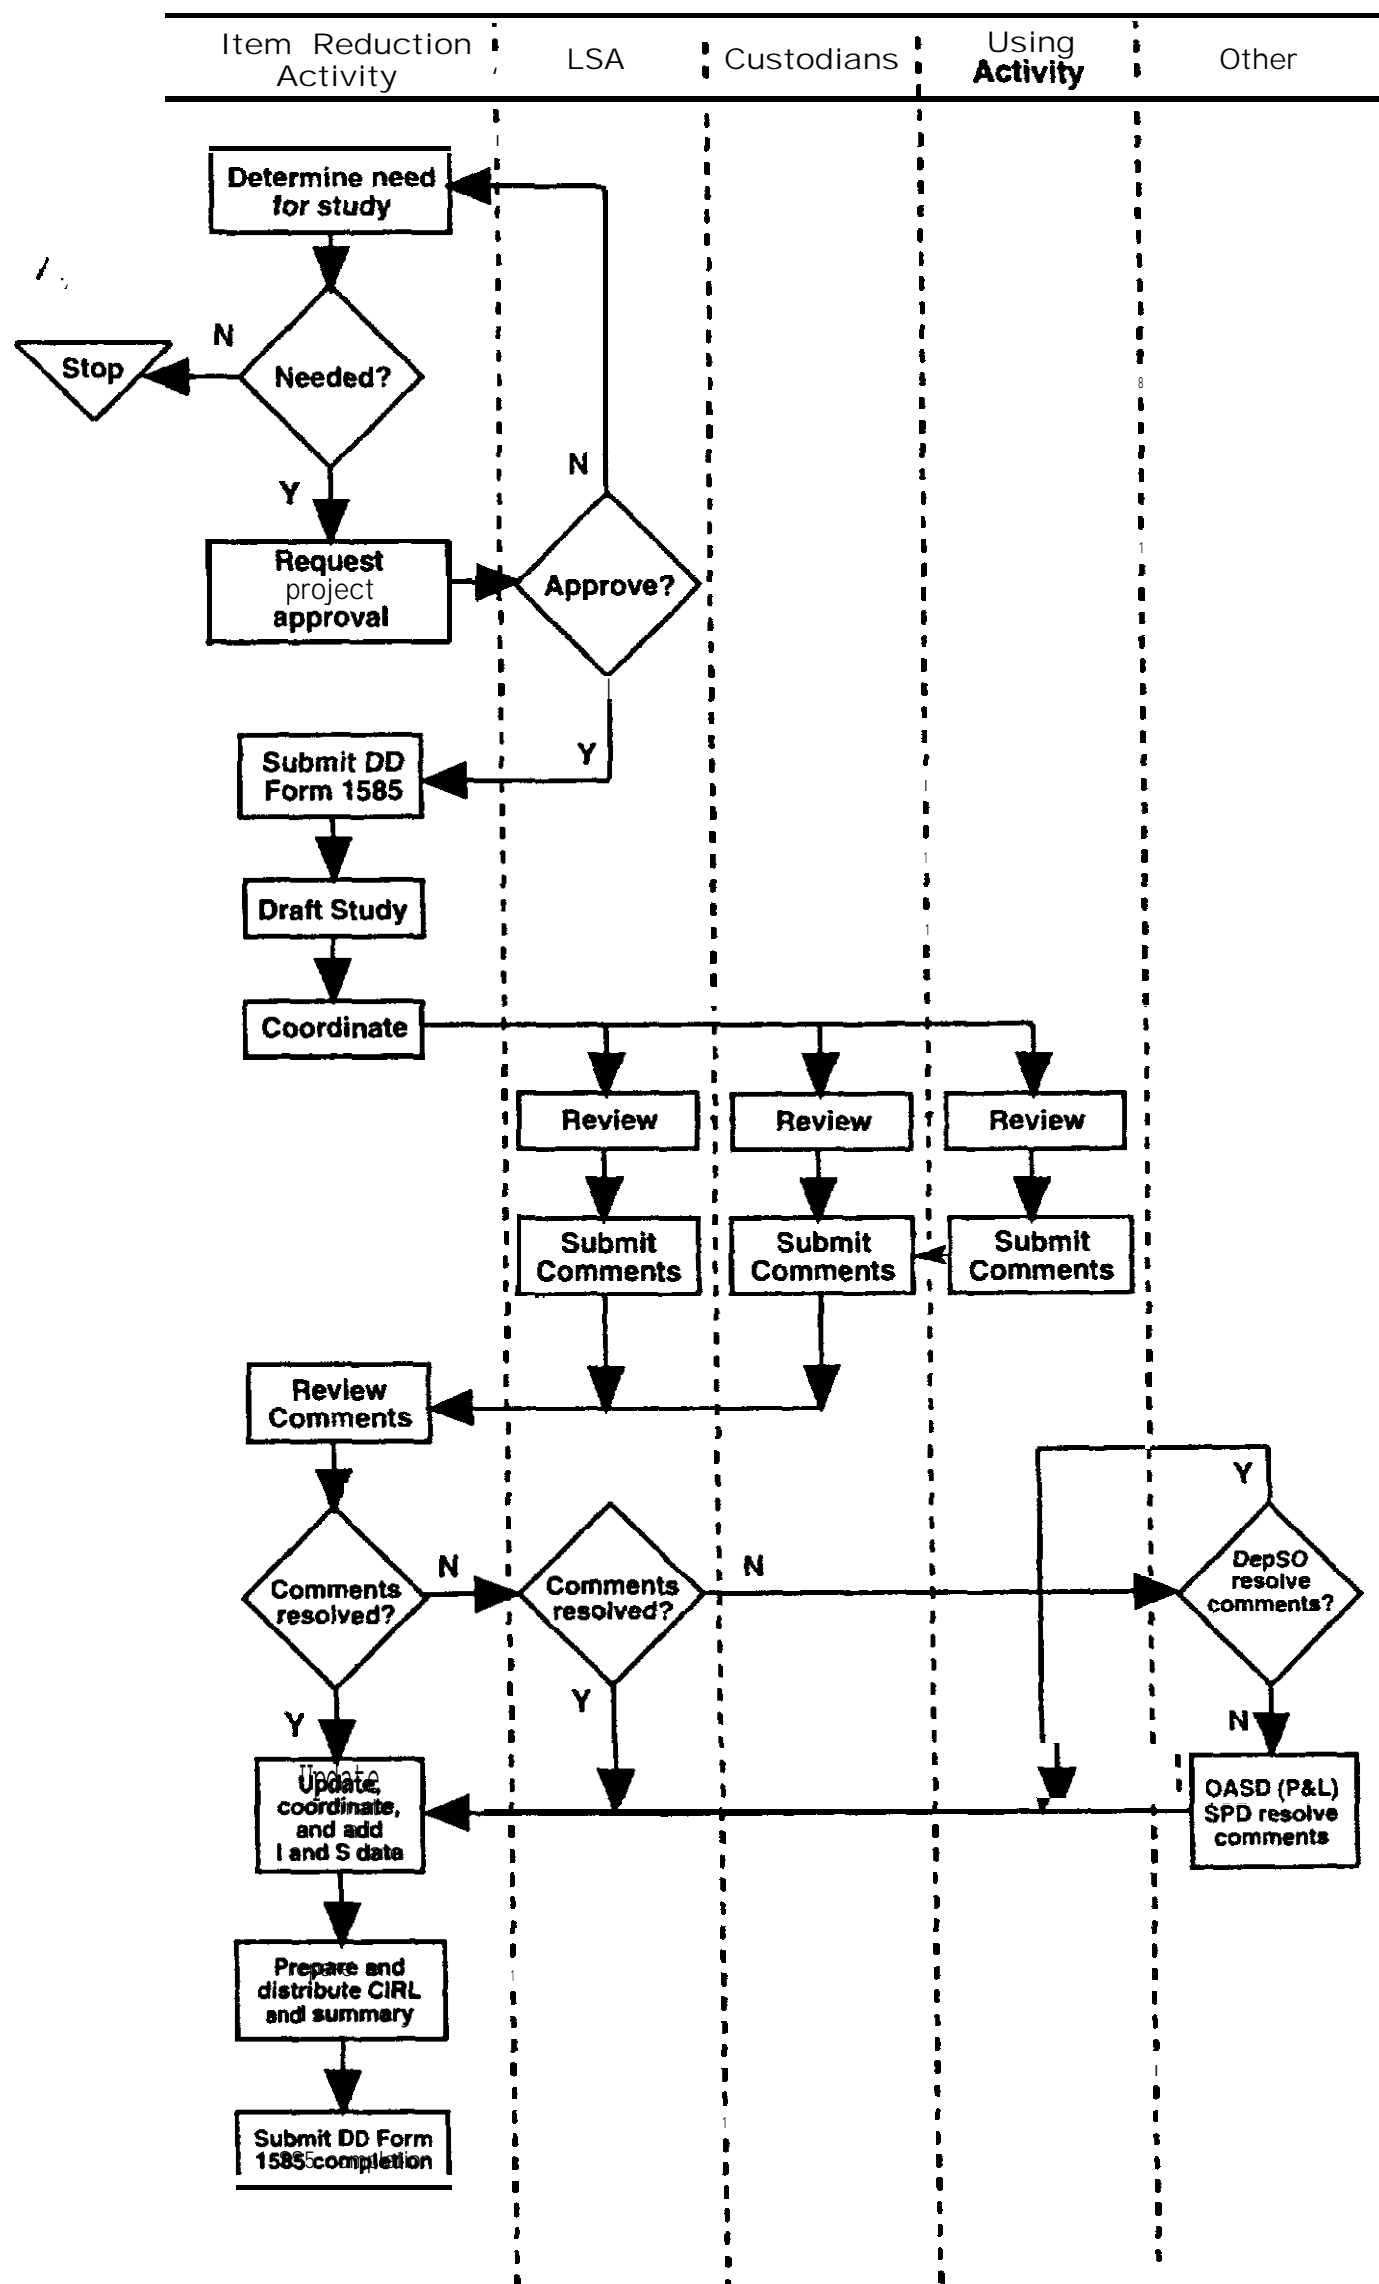 Item Reduction
Activity
LSA
Custodians
Using
Activity
Other
Determine need
for study
N
Stop
Needed?
Y
N
Request
project
approval
Approve?
Y
Submit DD
Form 1585
Draft Study
Coordinate
Review
Review
Review
Submit
Comments
Submit
Comments
Submit
Comments
Review
Comments
Y
N
N
Comments
resolved?
Comments
resolved?
DepSO
resolve
comments?
Y
Y
N
Update,
coordinate,
and add
I and S data
OASD (P&L)
SPD resolve
comments
Prepare and
distribute CIRL
and summary
Submit DD Form
1585 completion